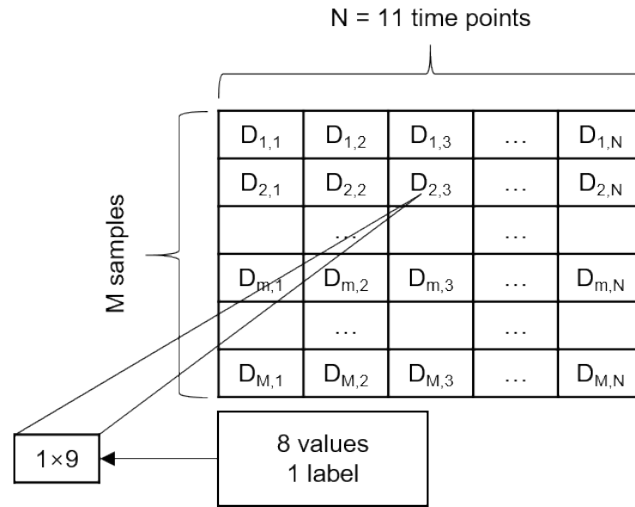 N = 11 time points
M samples
D1,1 D1,2 D1,3 ... D1,N
D2,1 D2,2 D2,3 ... D2,N
... ...
Dm,1 Dm,2 Dm,3 ... Dm,N
... ...
DM,1 DM,2 DM,3 ... DM,N
8 values
1 label
1×9